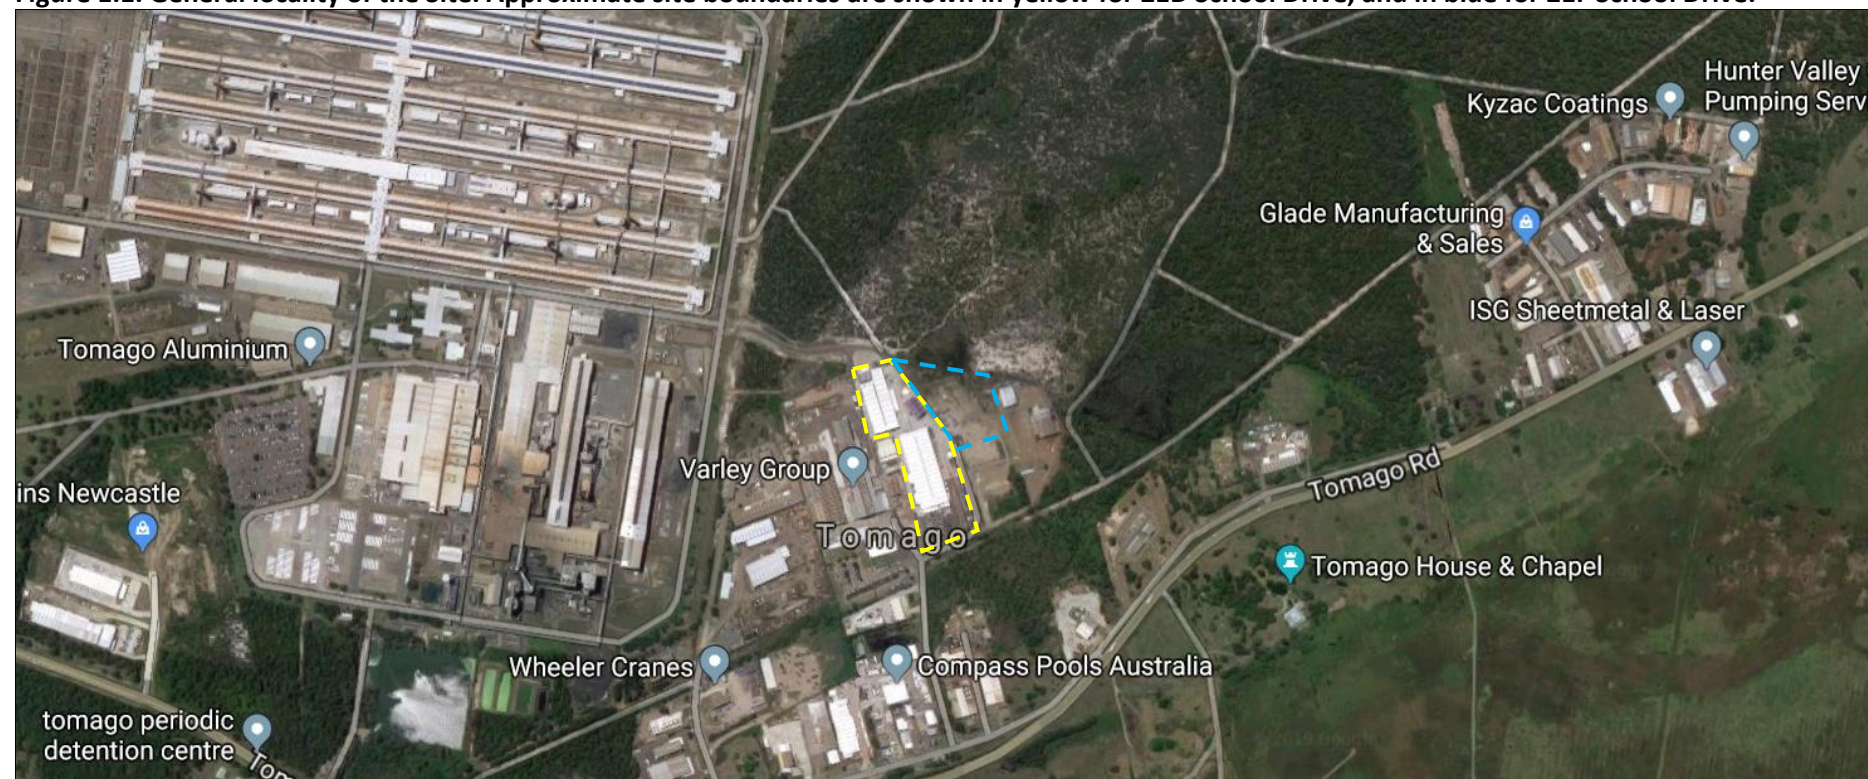 Hunter Valley
Pumping Serv
Kyzac Coatings
Glade Manufacturing
& Sales
ISG Sheetmetal & Laser
Tomago Aluminium
Varley Group
Tomago Rd
ins Newcastle
Tomago
Tomago House & Chapel
Wheeler Cranes
Compass Pools Australia
tomago periodic
detention centre
Tom